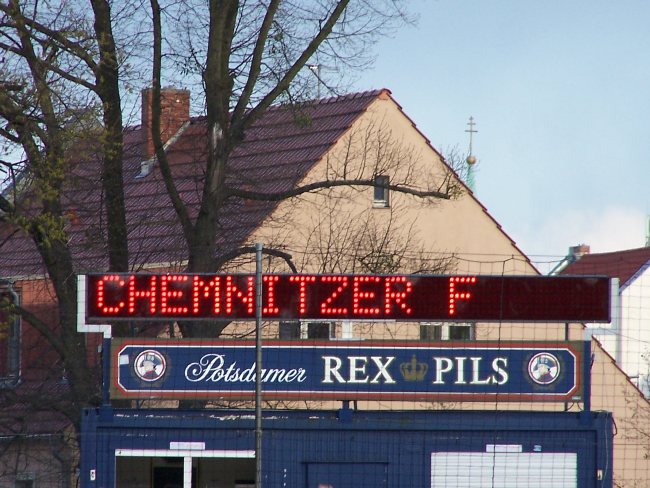 CHEMNITZER F
Potsdamer REX PILS